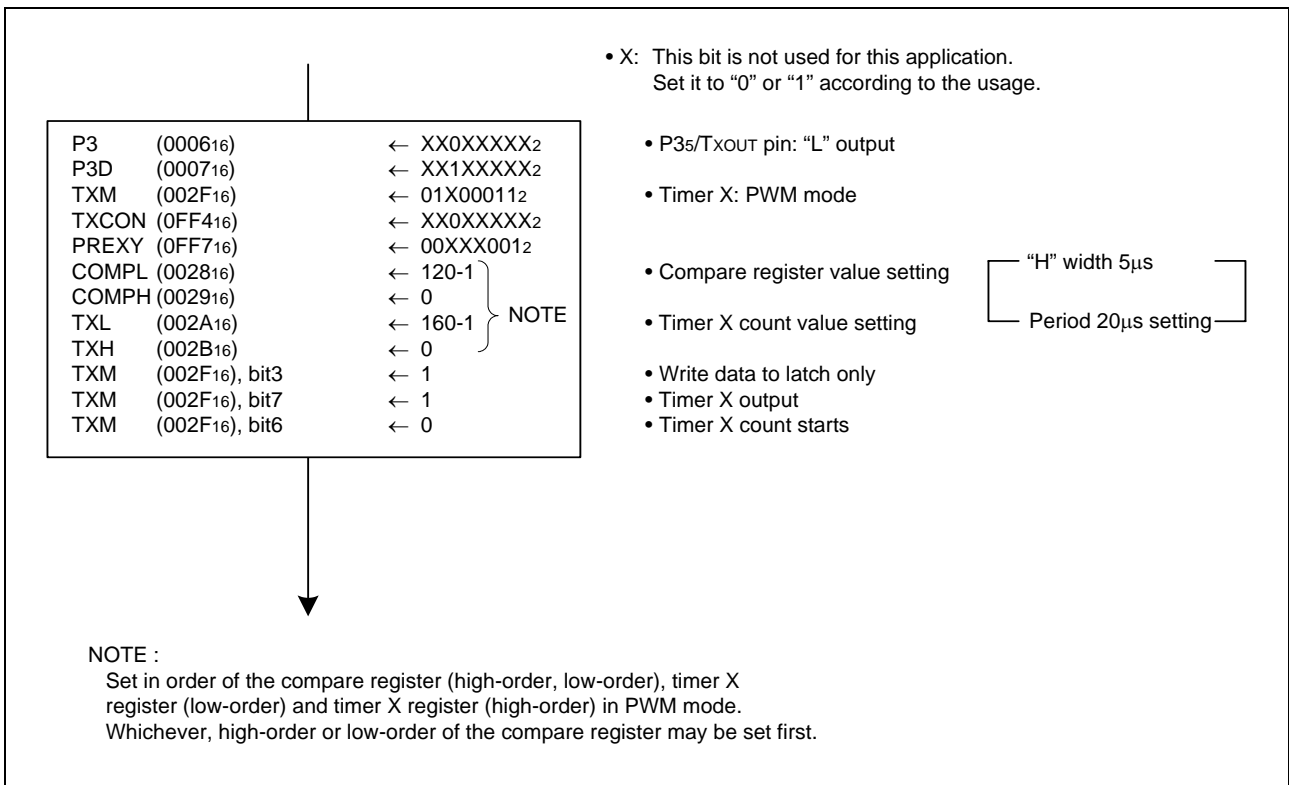 • X: This bit is not used for this application.
Set it to “0” or “1” according to the usage.
P3 (000616) ← XX0XXXXX2 • P35/TXOUT pin: “L” output
P3D (000716) ← XX1XXXXX2
TXM (002F16) ← 01X000112 • Timer X: PWM mode
TXCON (0FF416) ← XX0XXXXX2
PREXY (0FF716) ← 00XXX0012
COMPL (002816) ← 120-1 • Compare register value setting “H” width 5µs
COMPH (002916) ← 0 NOTE
TXL (002A16) ← 160-1 • Timer X count value setting Period 20µs setting
TXH (002B16) ← 0
TXM (002F16), bit3 ← 1 • Write data to latch only
TXM (002F16), bit7 ← 1 • Timer X output
TXM (002F16), bit6 ← 0 • Timer X count starts
NOTE :
Set in order of the compare register (high-order, low-order), timer X
register (low-order) and timer X register (high-order) in PWM mode.
Whichever, high-order or low-order of the compare register may be set first.